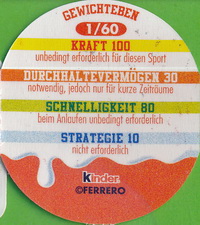 GEWICHTEBEN
1/60
KRAFT 100
unbedingt erforderlich für diesen Sport
DURCHHALTEVERMÖGEN 30
notwendig, jedoch nur für kurze Zeiträume
SCHNELLIGKEIT 80
beim Anlaufen unbedingt erforderlich
STRATEGIE 10
nicht erforderlich
Kinder
©FERRERO